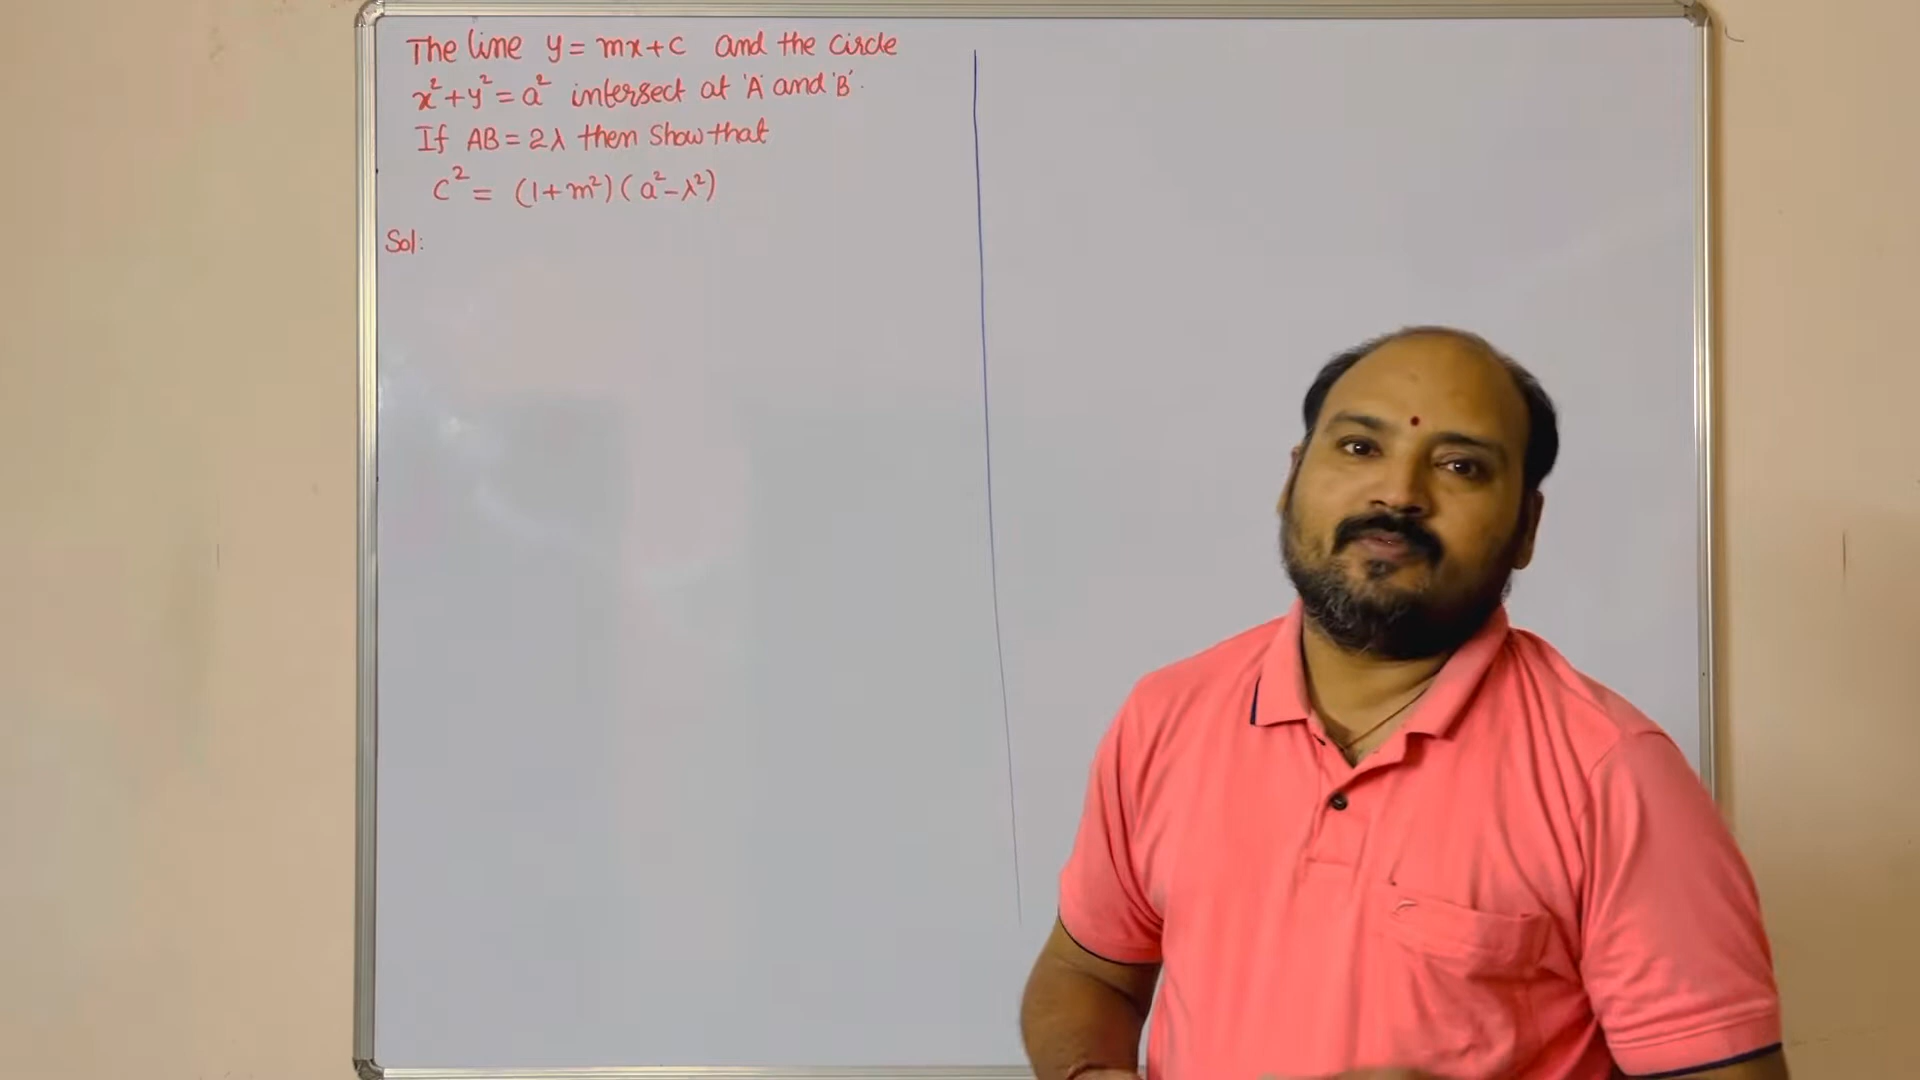 The line y = mx+c and the circle
x²+y² = a² intersect at 'A' and 'B'.
If AB = 2λ then Show that
c² = (1+m²)(a²-λ²)
Sol: